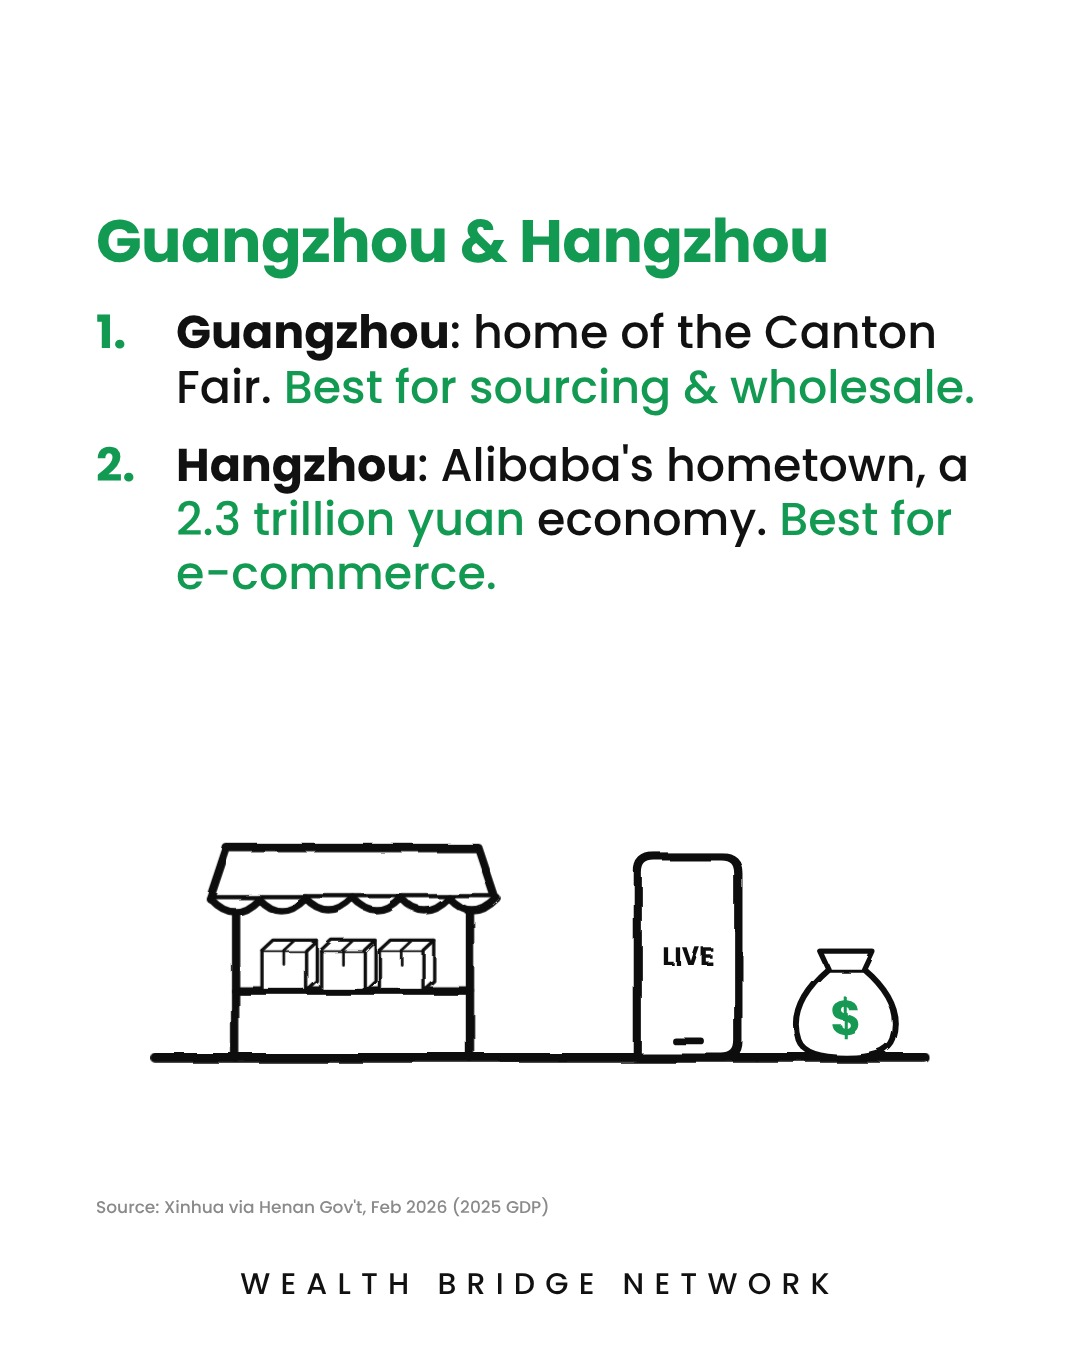 Guangzhou & Hangzhou
1. Guangzhou: home of the Canton
Fair. Best for sourcing & wholesale.
2. Hangzhou: Alibaba's hometown, a
2.3 trillion yuan economy. Best for
e-commerce.
LIVE
$
Source: Xinhua via Henan Gov't, Feb 2026 (2025 GDP)
WEALTH BRIDGE NETWORK